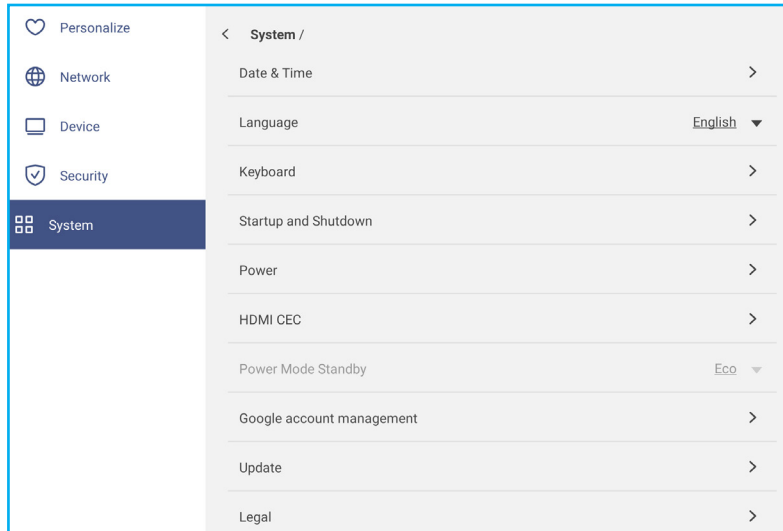 Personalize
Network
Device
Security
System
System /
Date & Time
Language English
Keyboard
Startup and Shutdown
Power
HDMI CEC
Power Mode Standby Eco
Google account management
Update
Legal